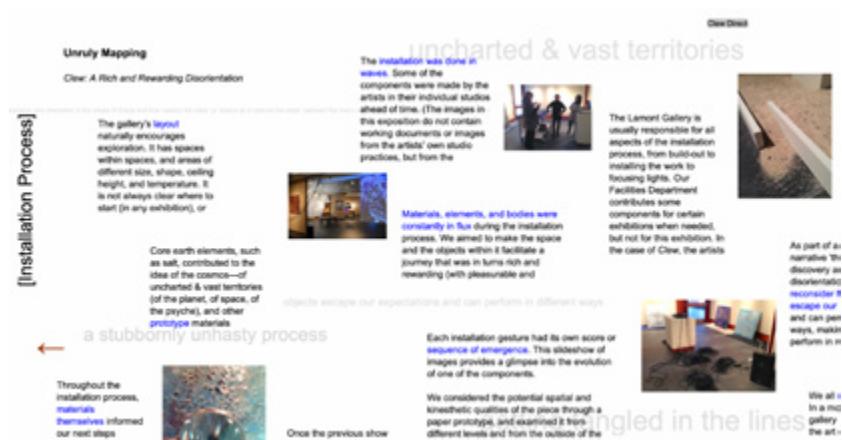 Clew Direct
Unruly Mapping
Clew: A Rich and Rewarding Disorientation
uncharted & vast territories
[Installation Process]
The gallery's layout
naturally encourages
exploration. It has spaces
within spaces, and areas of
different size, shape, ceiling
height, and temperature. It
is not always clear where to
start (in any exhibition), or
The installation was done in
waves. Some of the
components were made by the
artists in their individual studios
ahead of time. (The images in
this exposition do not contain
working documents or images
from the artists' own studio
practices, but from the
The Lamont Gallery is
usually responsible for all
aspects of the installation
process, from build-out to
installing the work to
focusing lights. Our
Facilities Department
contributes some
components for certain
exhibitions when needed,
but not for this exhibition. In
the case of Clew, the artists
Materials, elements, and bodies were
constantly in flux during the installation
process. We aimed to make the space
and the objects within it facilitate a
journey that was in turns rich and
rewarding (with pleasurable and
Core earth elements, such
as salt, contributed to the
idea of the cosmos—of
uncharted & vast territories
(of the planet, of space, of
the psyche), and other
prototype materials
As part of a
narrative
discovery
reconsider
escape our
and can
ways,
perform in
objects escape our expectations and can perform in different ways
a stubbornly unhasty process
←
Each installation gesture had its own score or
sequence of emergence. This slideshow of
images provides a glimpse into the evolution
of one of the components.
We considered the potential spatial and
kinesthetic qualities of the piece through a
paper prototype, and examined it from
different levels and from the outside of the
Throughout the
installation process,
materials
themselves informed
our next steps
Once the previous show
in the lines
We all
In a
gallery
the art